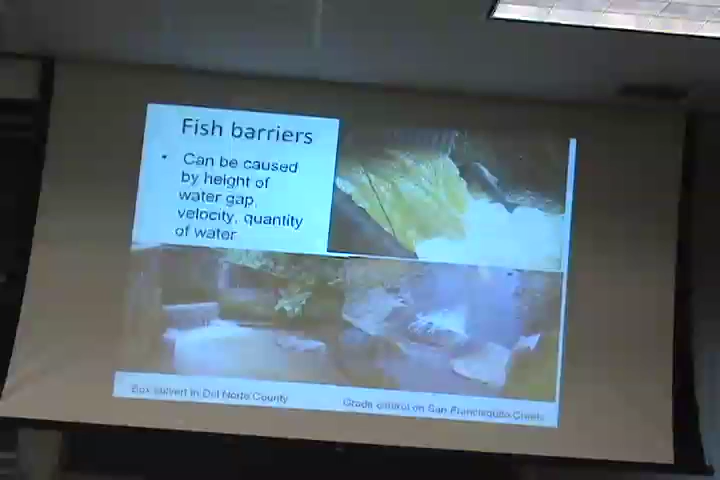 Fish barriers
• Can be caused
by height of
water gap,
velocity, quantity
of water
Box culvert in Del Norte County
Grade control on San Francisquito Creek